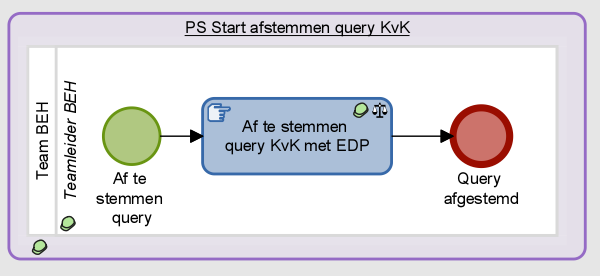 PS Start afstemmen query KvK
Team BEH
Teamleider BEH
Af te
stemmen
query
Af te stemmen
query KvK met EDP
Query
afgestemd